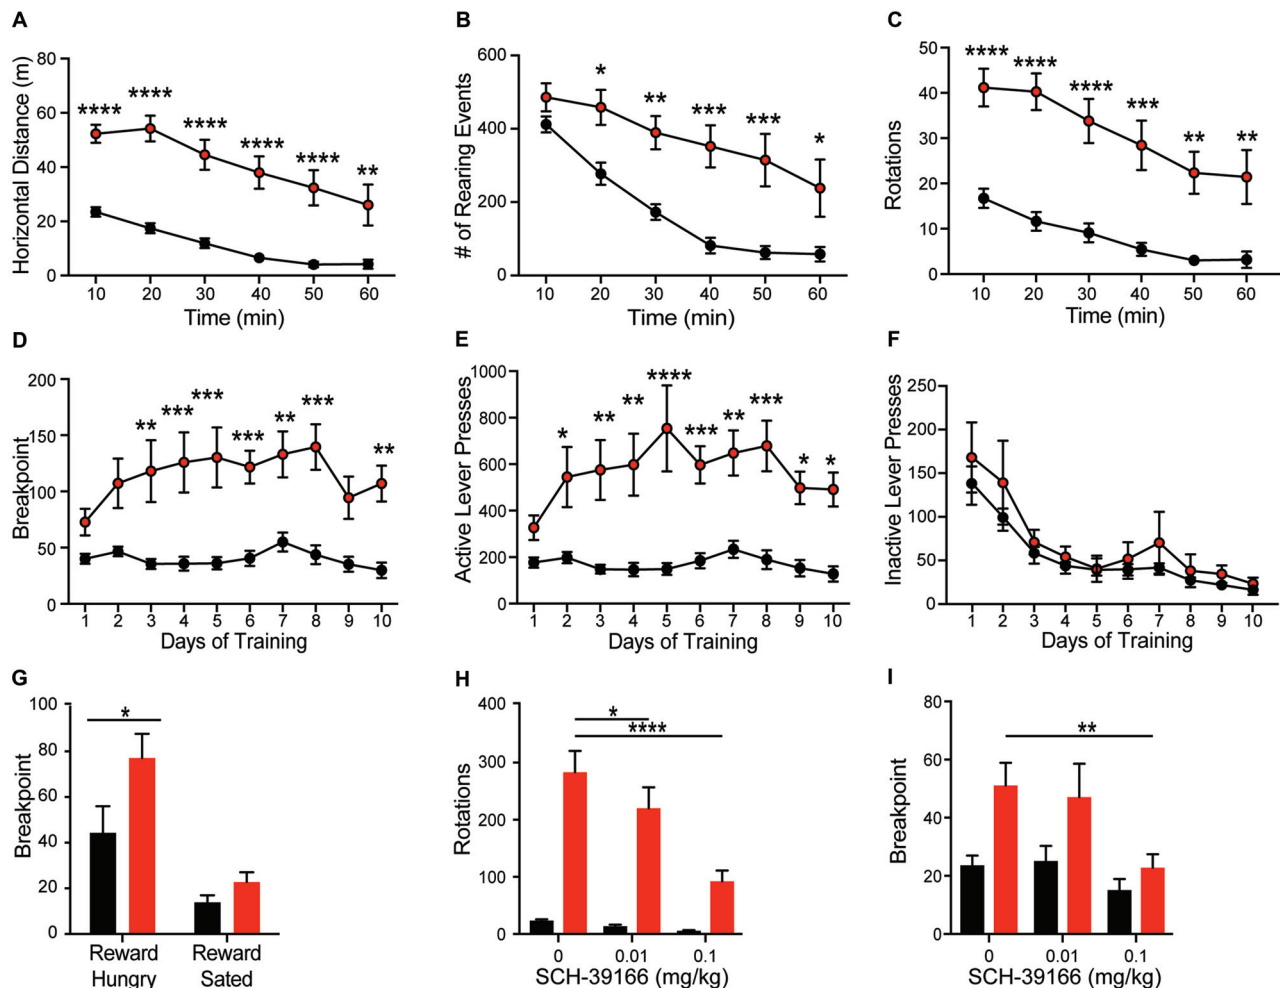 A
Horizontal Distance (m)
80
60
40
20
0
**** **** **** **** **** **
10 20 30 40 50 60
Time (min)
B
# of Rearing Events
600
400
200
0
* ** *** *** *
10 20 30 40 50 60
Time (min)
C
Rotations
50
40
30
20
10
0
**** **** **** *** ** **
10 20 30 40 50 60
Time (min)
D
Breakpoint
200
150
100
50
0
** *** *** *** ** *** **
1 2 3 4 5 6 7 8 9 10
Days of Training
E
Active Lever Presses
1000
800
600
400
200
0
* ** ** **** *** ** *** * *
1 2 3 4 5 6 7 8 9 10
Days of Training
F
Inactive Lever Presses
250
200
150
100
50
0
1 2 3 4 5 6 7 8 9 10
Days of Training
G
Breakpoint
100
80
60
40
20
0
*
Reward Reward
Hungry Sated
H
Rotations
400
300
200
100
0
*
****
0 0.01 0.1
SCH-39166 (mg/kg)
I
Breakpoint
80
60
40
20
0
**
0 0.01 0.1
SCH-39166 (mg/kg)